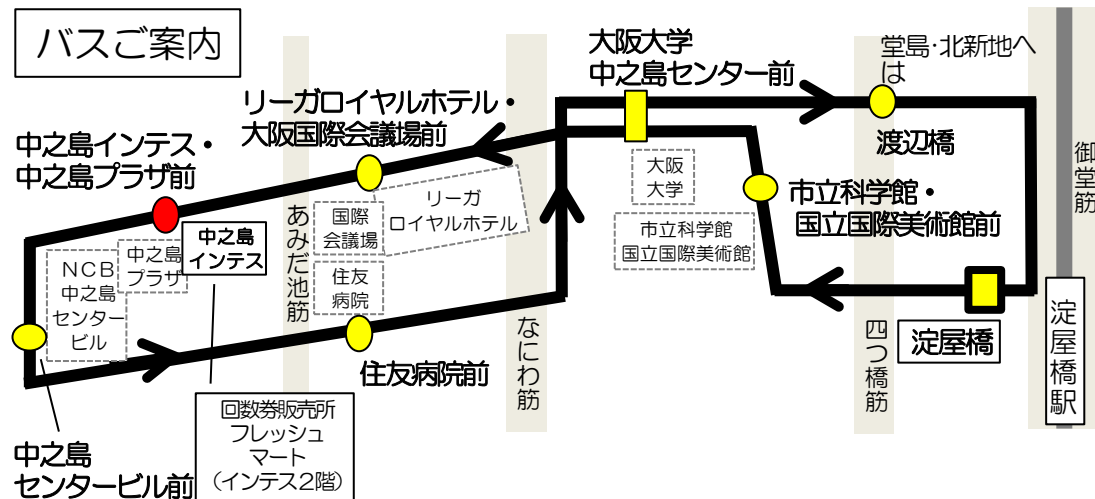 バスご案内
大阪大学
中之島センター前
堂島・北新地へ
は
リーガロイヤルホテル・
大阪国際会議場前
中之島インテス・
中之島プラザ前
渡辺橋
御堂筋
大阪
大学
市立科学館・
国立国際美術館前
リーガ
ロイヤルホテル
国際
会議場
あみだ池筋
市立科学館
国立国際美術館
中之島
インテス
中之島
プラザ
NCB
中之島
センター
ビル
住友
病院
なにわ筋
四つ橋筋
淀屋橋
淀屋橋駅
住友病院前
回数券販売所
フレッシュ
マート
(インテス2階)
中之島
センタービル前